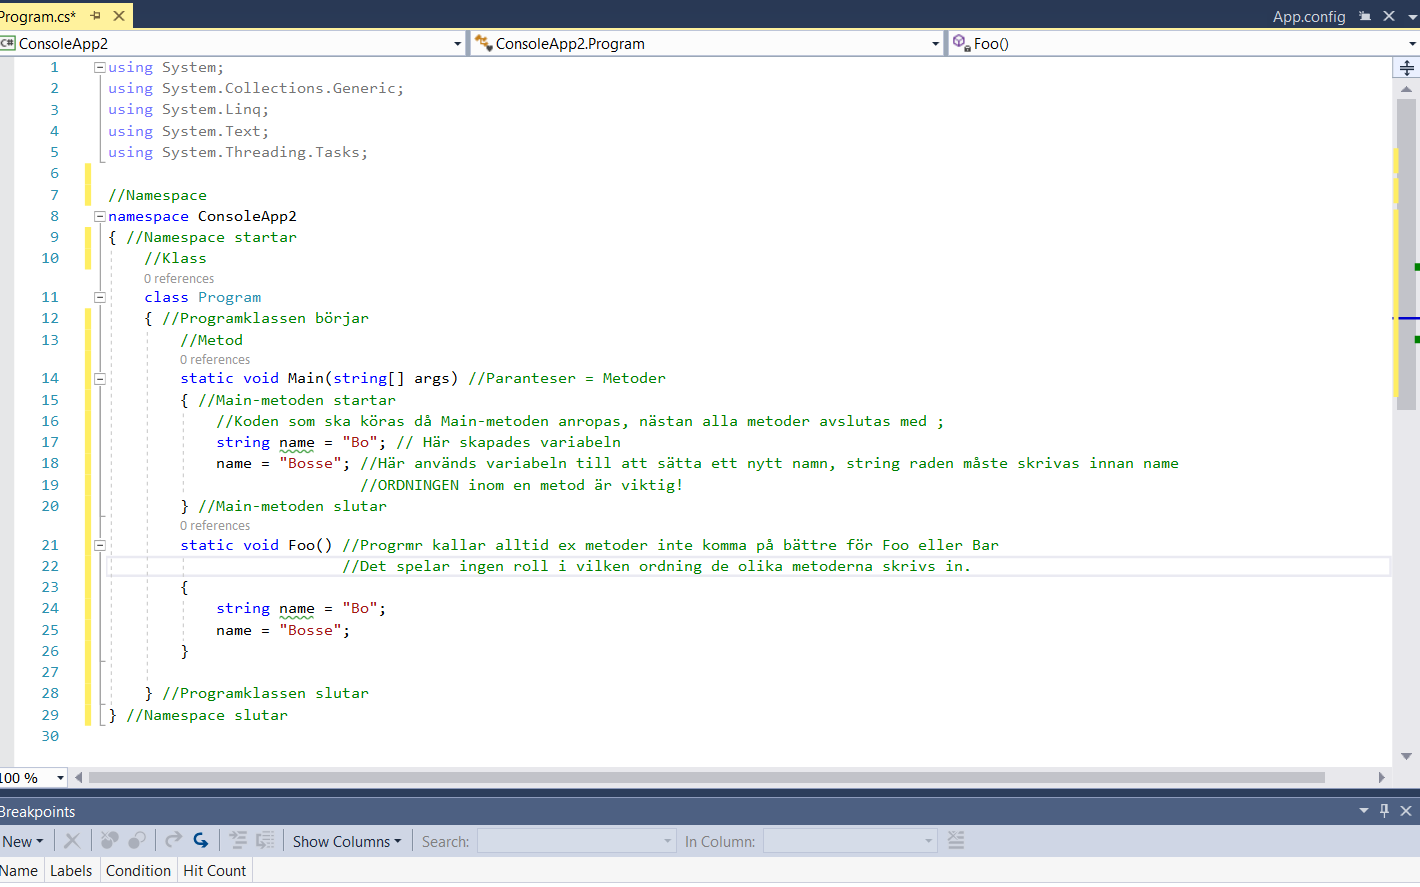 Program.cs*
App.config
ConsoleApp2
ConsoleApp2.Program
Foo()
1 using System;
2 using System.Collections.Generic;
3 using System.Linq;
4 using System.Text;
5 using System.Threading.Tasks;
6
7 //Namespace
8 namespace ConsoleApp2
9 { //Namespace startar
10 //Klass
0 references
11 class Program
12 { //Programklassen börjar
13 //Metod
0 references
14 static void Main(string[] args) //Paranteser = Metoder
15 { //Main-metoden startar
16 //Koden som ska köras då Main-metoden anropas, nästan alla metoder avslutas med ;
17 string name = "Bo"; // Här skapades variabeln
18 name = "Bosse"; //Här används variabeln till att sätta ett nytt namn, string raden måste skrivas innan name
19 //ORDNINGEN inom en metod är viktig!
20 } //Main-metoden slutar
0 references
21 static void Foo() //Progrmr kallar alltid ex metoder inte komma på bättre för Foo eller Bar
22 //Det spelar ingen roll i vilken ordning de olika metoderna skrivs in.
23 {
24 string name = "Bo";
25 name = "Bosse";
26 }
27
28 } //Programklassen slutar
29 } //Namespace slutar
30
100 %
Breakpoints
New
Show Columns
Search:
In Column:
Name Labels Condition Hit Count